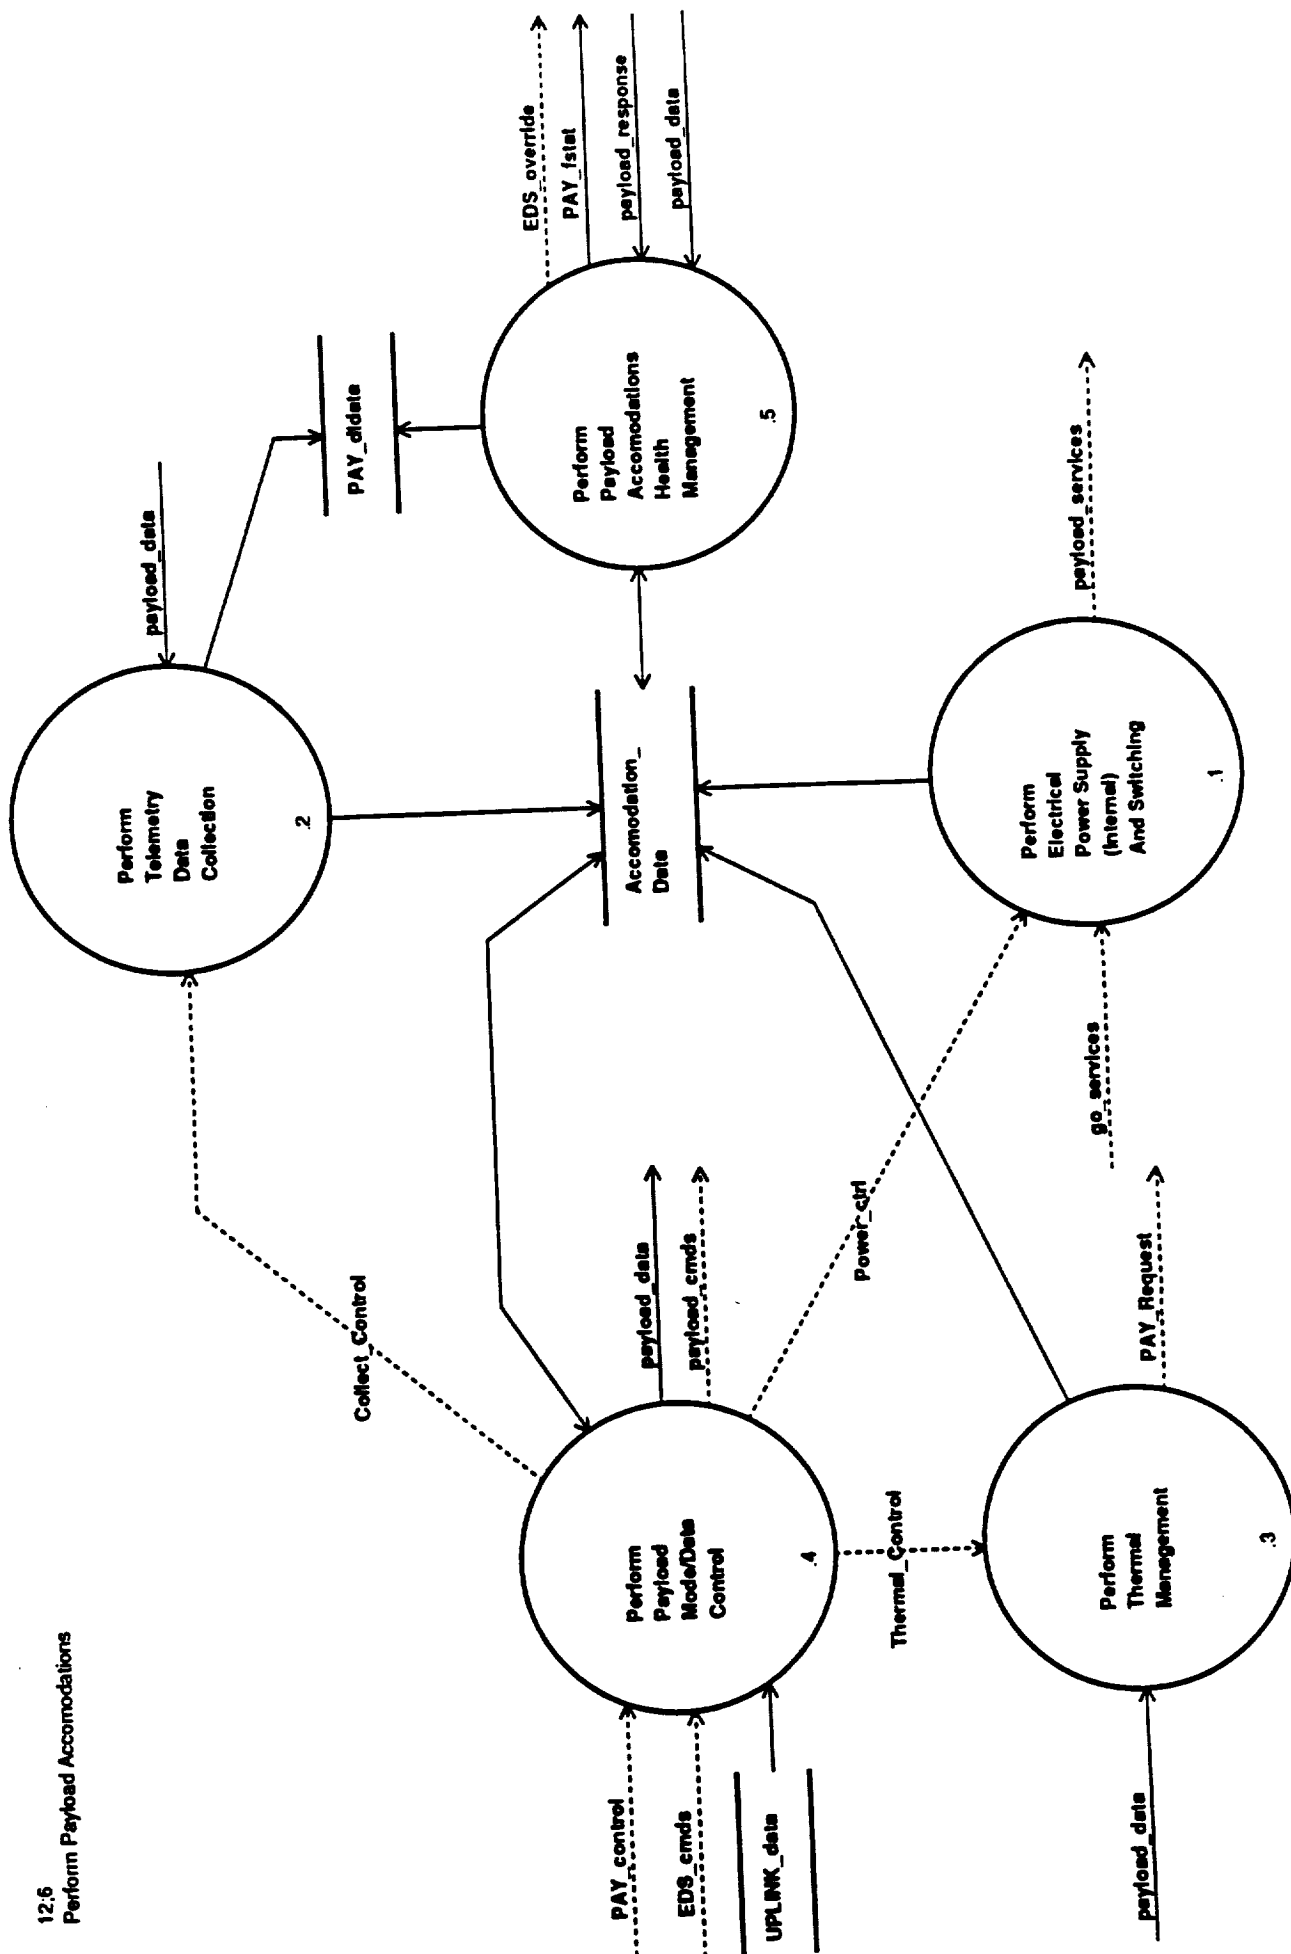 12;6
Perform Payload Accomodations
PAY_control
EDS_cmds
UPLINK_data
payload_data
Perform
Payload
Mode/Data
Control
.4
Thermal_Control
Perform
Thermal
Management
.3
Collect_Control
payload_data
payload_cmds
Power_ctrl
PAY_Request
go_services
Perform
Telemetry
Data
Collection
.2
Accomodation_
Data
Perform
Electrical
Power Supply
(Internal)
And Switching
.1
payload_data
PAY_dldata
Perform
Payload
Accomodations
Health
Management
.5
payload_services
EDS_override
PAY_fstat
payload_response
payload_data